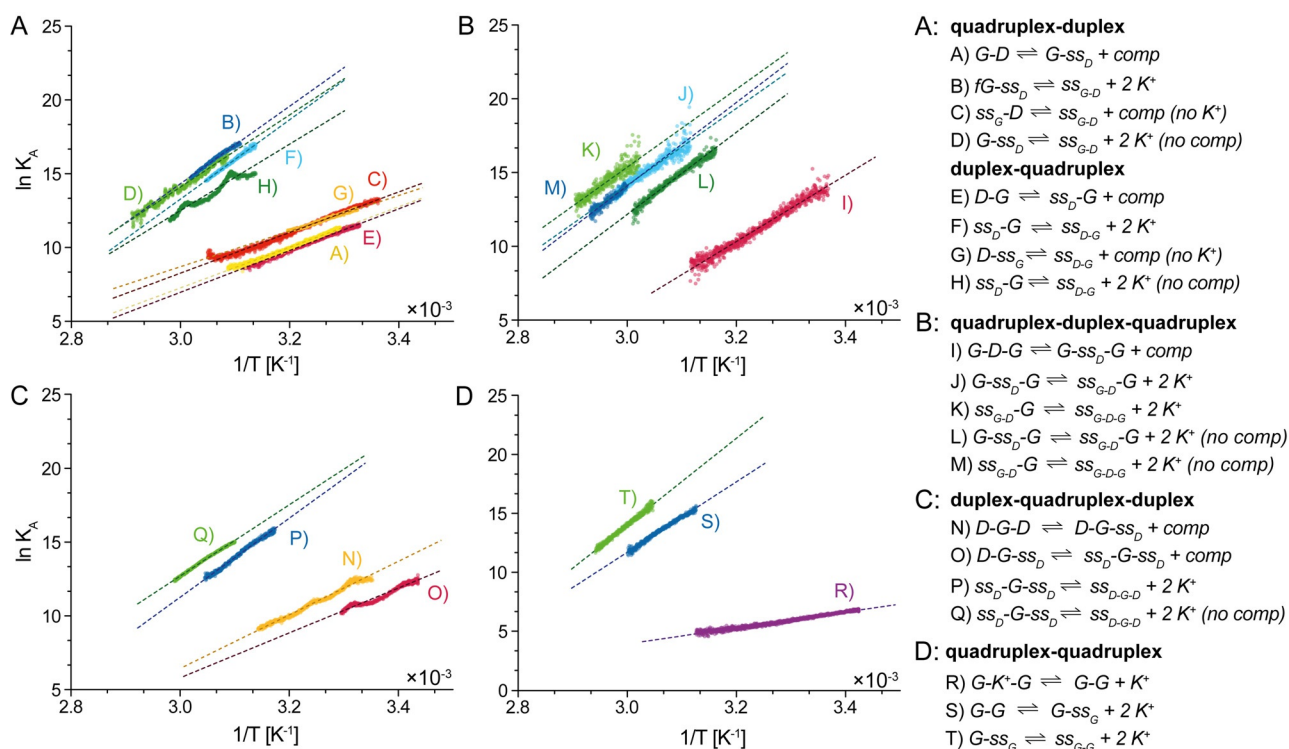 A
25
20
15
10
5
ln K_A
2.8
3.0
3.2
3.4
×10⁻³
1/T [K⁻¹]
B)
F)
D)
H)
C)
G)
A)
E)
B
25
20
15
10
5
2.8
3.0
3.2
3.4
×10⁻³
1/T [K⁻¹]
J)
K)
M)
L)
I)
C
25
20
15
10
5
ln K_A
2.8
3.0
3.2
3.4
×10⁻³
1/T [K⁻¹]
Q)
P)
N)
O)
D
25
20
15
10
5
0
2.8
3.0
3.2
3.4
×10⁻³
1/T [K⁻¹]
T)
S)
R)
A: quadruplex-duplex
A) G-D ⇌ G-ss_D + comp
B) fG-ss_D ⇌ ss_G-D + 2 K⁺
C) ss_G-D ⇌ ss_G-D + comp (no K⁺)
D) G-ss_D ⇌ ss_G-D + 2 K⁺ (no comp)
duplex-quadruplex
E) D-G ⇌ ss_D-G + comp
F) ss_D-G ⇌ ss_D-G + 2 K⁺
G) D-ss_G ⇌ ss_D-G + comp (no K⁺)
H) ss_D-G ⇌ ss_D-G + 2 K⁺ (no comp)
B: quadruplex-duplex-quadruplex
I) G-D-G ⇌ G-ss_D-G + comp
J) G-ss_D-G ⇌ ss_G-D-G + 2 K⁺
K) ss_G-D-G ⇌ ss_G-D-G + 2 K⁺
L) G-ss_D-G ⇌ ss_G-D-G + 2 K⁺ (no comp)
M) ss_G-D-G ⇌ ss_G-D-G + 2 K⁺ (no comp)
C: duplex-quadruplex-duplex
N) D-G-D ⇌ D-G-ss_D + comp
O) D-G-ss_D ⇌ ss_D-G-ss_D + comp
P) ss_D-G-ss_D ⇌ ss_D-G-D + 2 K⁺
Q) ss_D-G-ss_D ⇌ ss_D-G-D + 2 K⁺ (no comp)
D: quadruplex-quadruplex
R) G-K⁺-G ⇌ G-G + K⁺
S) G-G ⇌ G-ss_G + 2 K⁺
T) G-ss_G ⇌ ss_G-G + 2 K⁺